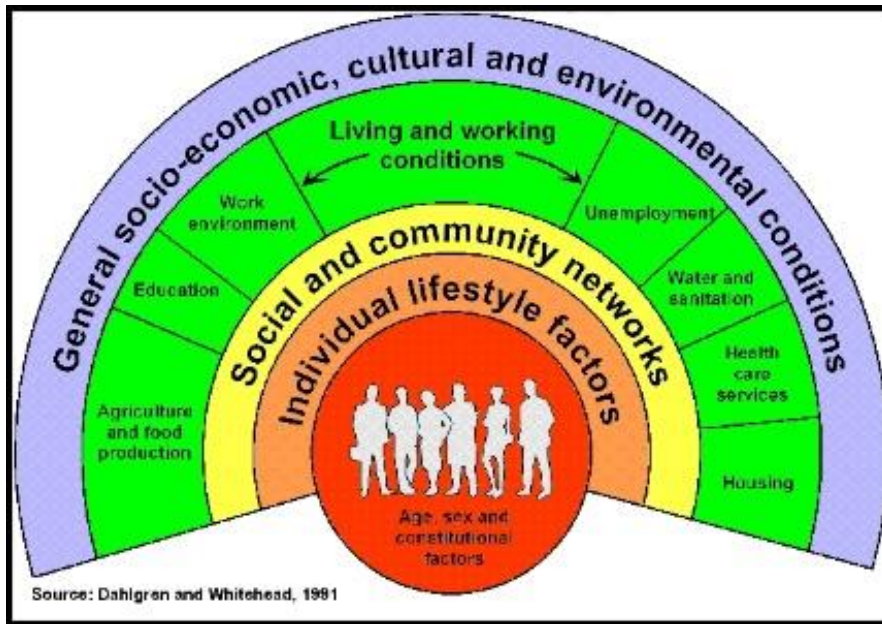 General socio-economic, cultural and environmental conditions
Living and working
conditions
Work
environment
Unemployment
Education
Water and
sanitation
Agriculture
and food
production
Health
care
services
Housing
Social and community networks
Individual lifestyle factors
Age, sex and
constitutional
factors
Source: Dahlgren and Whitehead, 1991